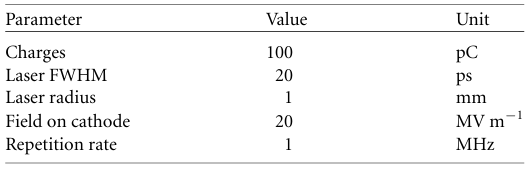 Parameter Value Unit
Charges 100 pC
Laser FWHM 20 ps
Laser radius 1 mm
Field on cathode 20 MV m−1
Repetition rate 1 MHz